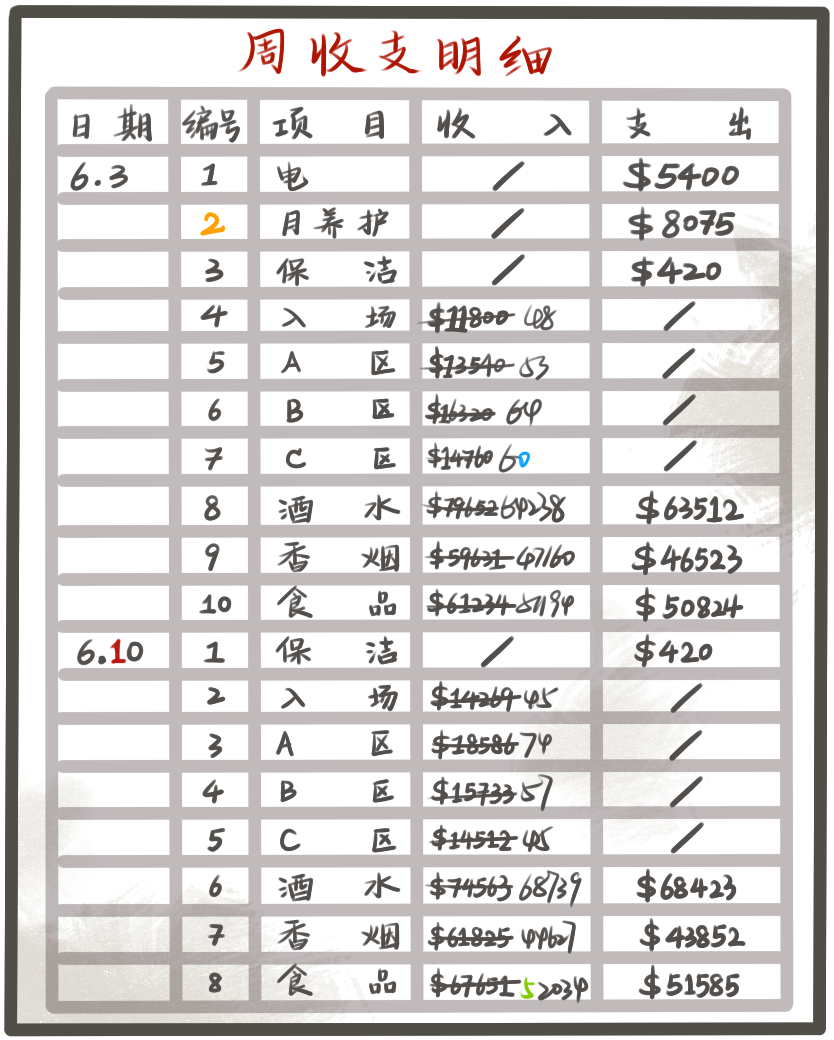 周收支明细
日期 编号 项目 收入 支出
6.3 1 电 / $5400
2 月养护 / $8075
3 保洁 / $420
4 入场 $11800 48 /
5 A区 $13540 53 /
6 B区 $16320 64 /
7 C区 $14760 60 /
8 酒水 $79652 64238 $63512
9 香烟 $59631 47160 $46523
10 食品 $61234 51194 $50824
6.10 1 保洁 / $420
2 入场 $14269 45 /
3 A区 $18586 74 /
4 B区 $15733 57 /
5 C区 $14512 45 /
6 酒水 $74563 68739 $68423
7 香烟 $61825 44627 $43852
8 食品 $67651 52034 $51585